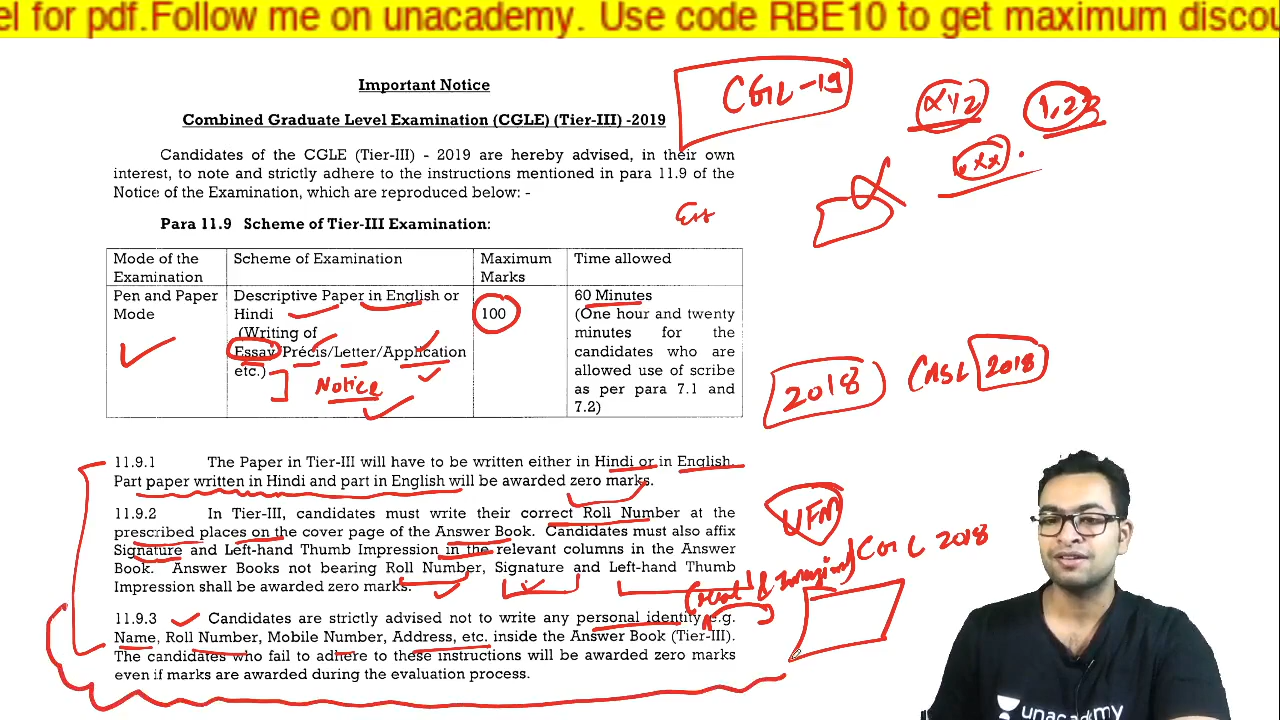 el for pdf.Follow me on unacademy. Use code RBE10 to get maximum discou
Important Notice
CGL-19
xyz
1,2,3
Combined Graduate Level Examination (CGLE) (Tier-III) -2019
Candidates of the CGLE (Tier-III) - 2019 are hereby advised, in their own
interest, to note and strictly adhere to the instructions mentioned in para 11.9 of
the Notice of the Examination, which are reproduced below: -
Para 11.9 Scheme of Tier-III Examination:
Mode of the
Examination
Scheme of Examination
Maximum
Marks
Time allowed
Pen and Paper
Mode
Descriptive Paper in English or
Hindi
(Writing of
Essay/Précis/Letter/Application
etc.)
Notice
100
60 Minutes
(One hour and twenty
minutes for the
candidates who are
allowed use of scribe
as per para 7.1 and
7.2)
2018
2018
11.9.1 The Paper in Tier-III will have to be written either in Hindi or in English.
Part paper written in Hindi and part in English will be awarded zero marks.
11.9.2 In Tier-III, candidates must write their correct Roll Number at the
prescribed places on the cover page of the Answer Book. Candidates must also affix
Signature and Left-hand Thumb Impression in the relevant columns in the Answer
Book. Answer Books not bearing Roll Number, Signature and Left-hand Thumb
Impression shall be awarded zero marks.
UFM
CGL 2018
11.9.3 Candidates are strictly advised not to write any personal identity e.g.
Name, Roll Number, Mobile Number, Address, etc. inside the Answer Book (Tier-III).
The candidates who fail to adhere to these instructions will be awarded zero marks
even if marks are awarded during the evaluation process.
unacademy